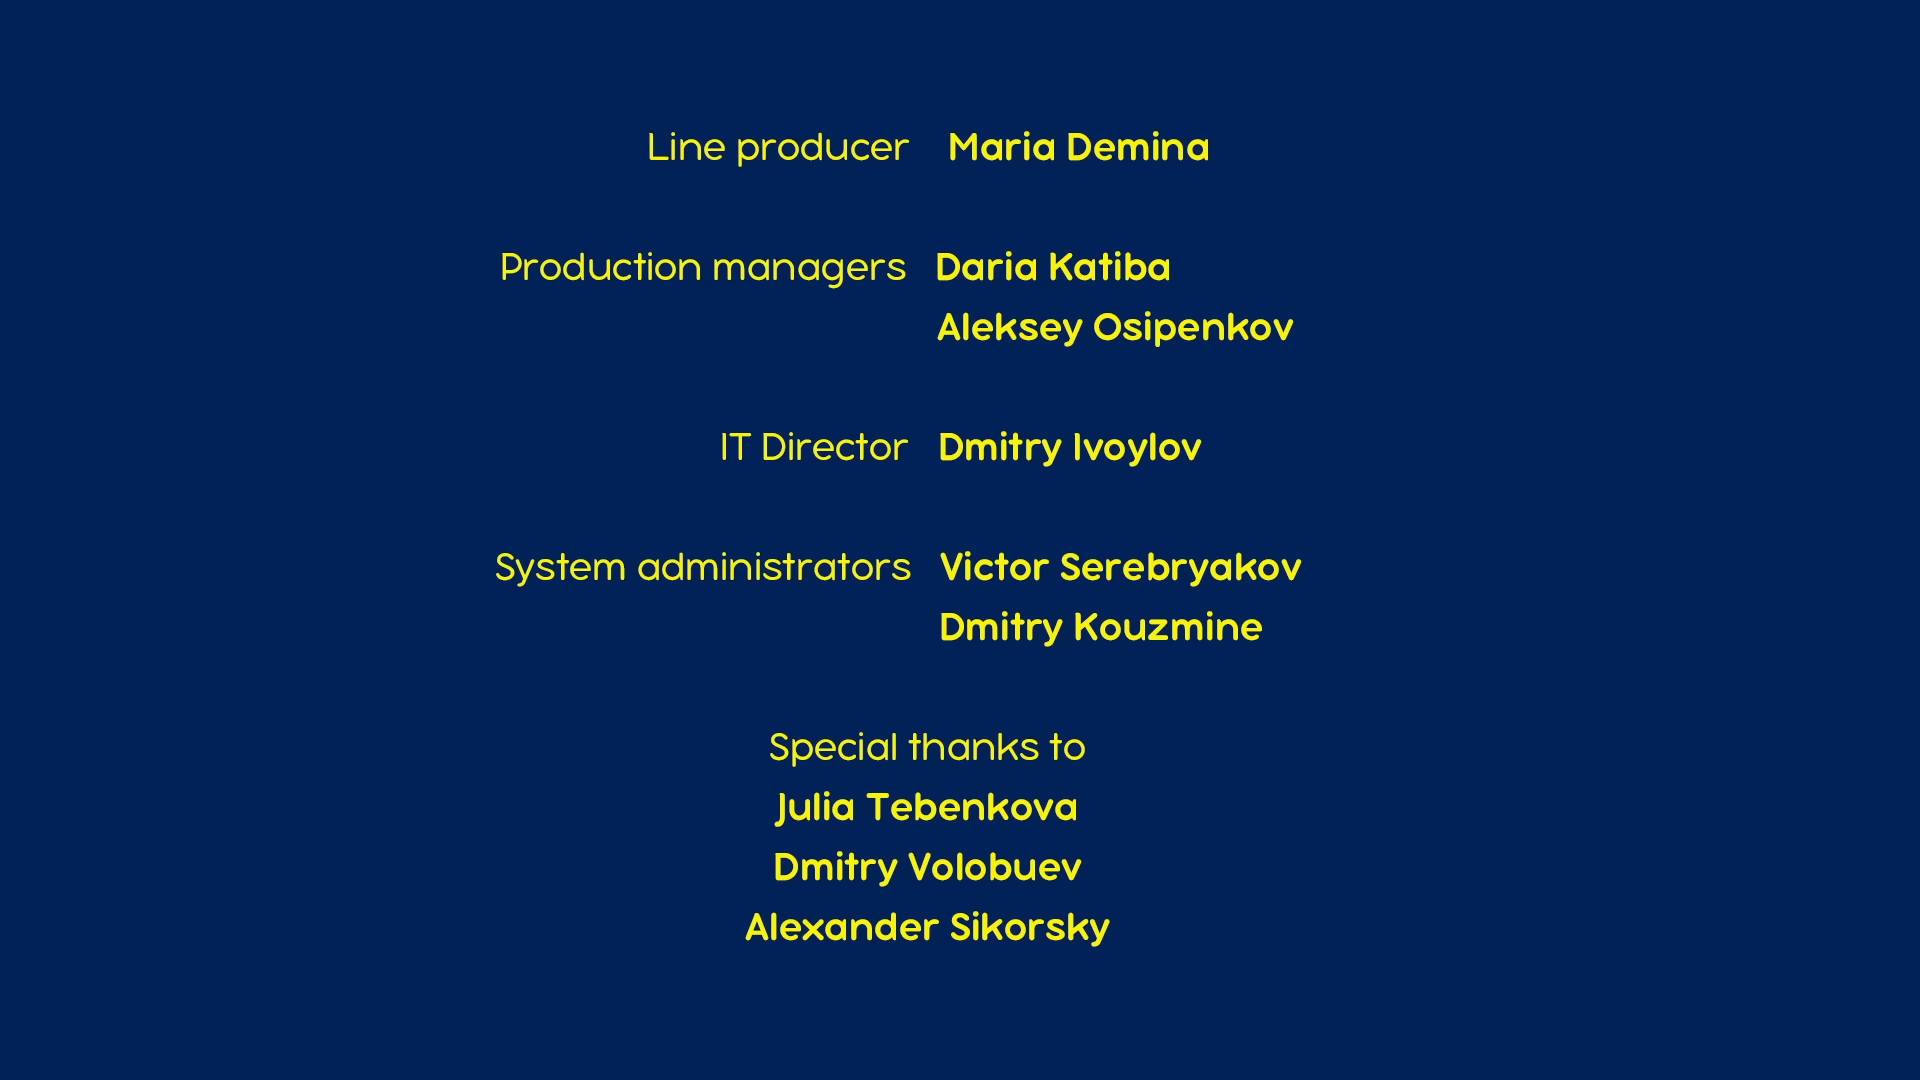 Line producer Maria Demina
Production managers Daria Katiba
Aleksey Osipenkov
IT Director Dmitry Ivoylov
System administrators Victor Serebryakov
Dmitry Kouzmine
Special thanks to
Julia Tebenkova
Dmitry Volobuev
Alexander Sikorsky